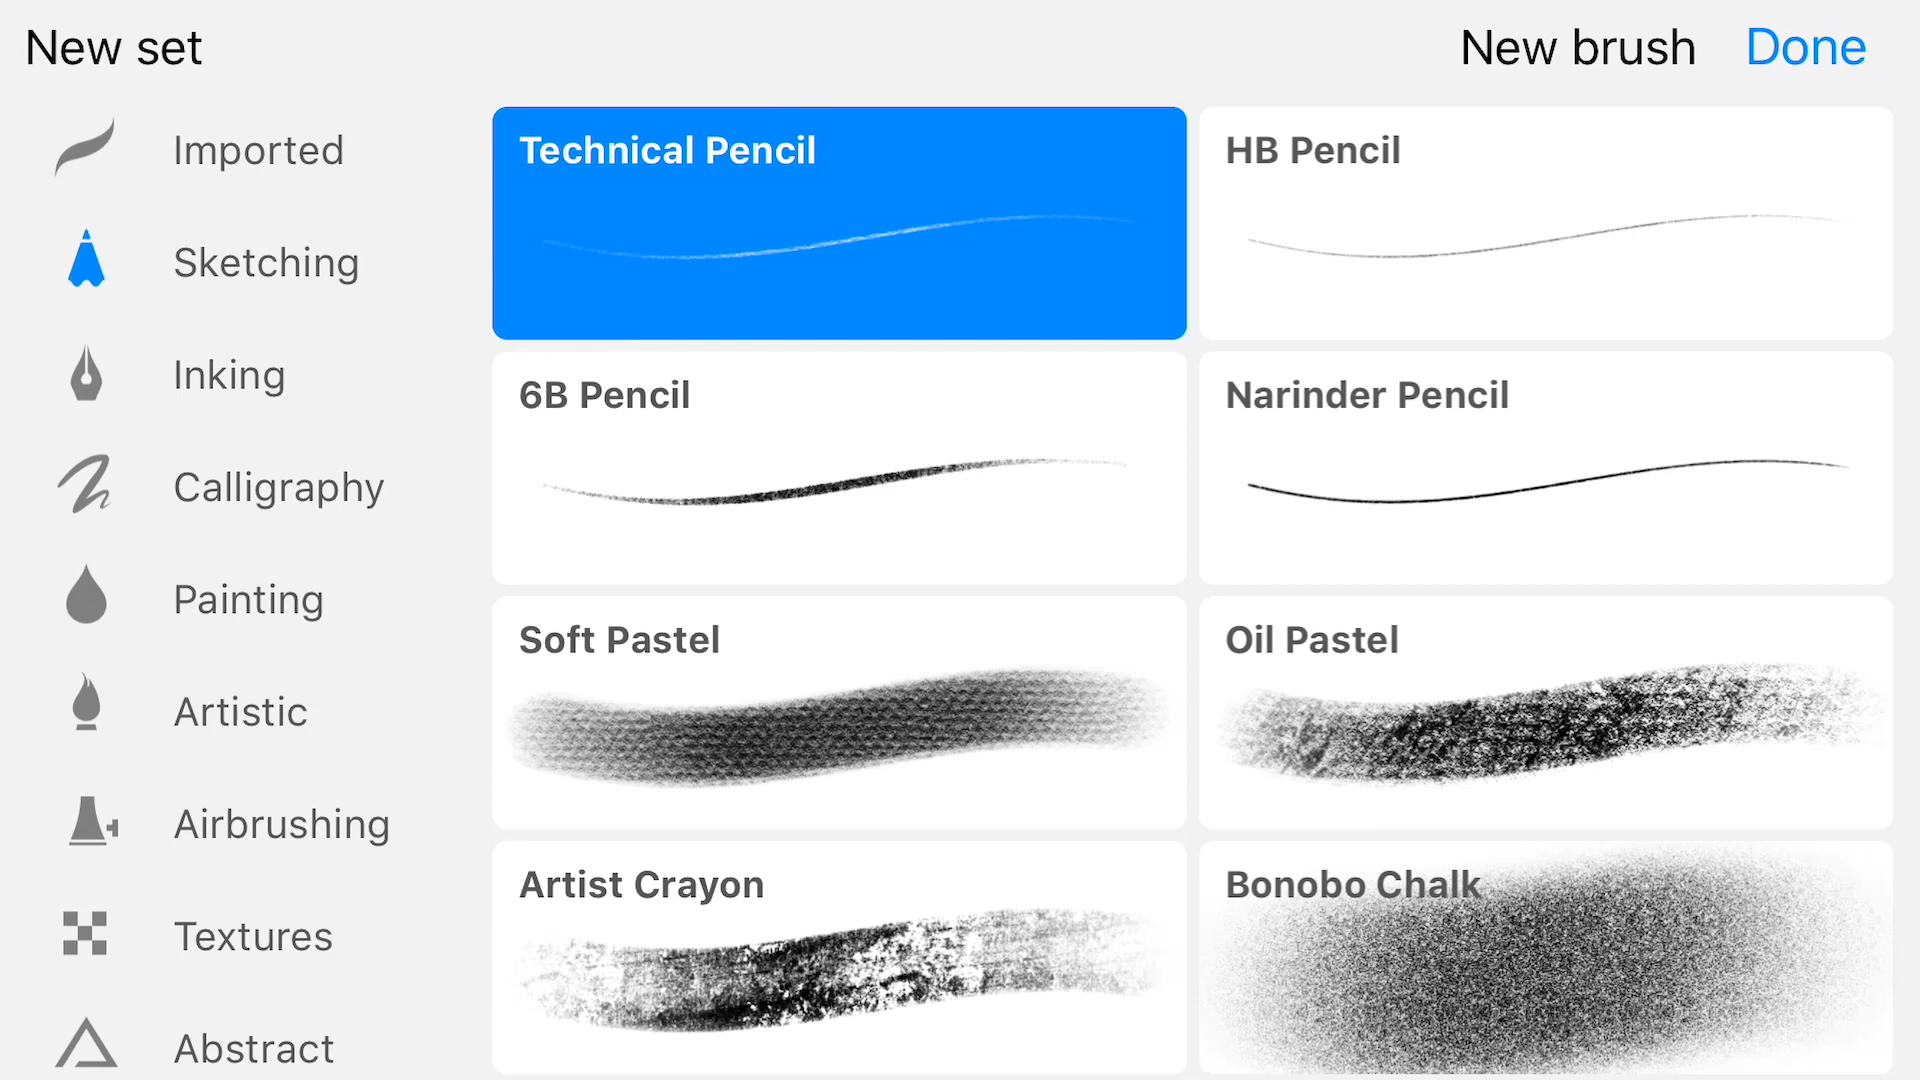 New set
New brush
Done
Imported
Sketching
Inking
Calligraphy
Painting
Artistic
Airbrushing
Textures
Abstract
Technical Pencil
HB Pencil
6B Pencil
Narinder Pencil
Soft Pastel
Oil Pastel
Artist Crayon
Bonobo Chalk